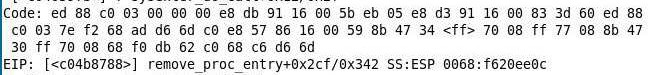 Code: ed 88 c0 03 00 00 00 e8 db 91 16 00 5b eb 05 e8 d3 91 16 00 83 3d 60 ed 88
c0 03 7e f2 68 ad d6 6d c0 e8 57 86 16 00 59 8b 47 34 <ff> 70 08 ff 77 08 8b 47
30 ff 70 08 68 f0 db 62 c0 68 c6 d6 6d
EIP: [<c04b8788>] remove_proc_entry+0x2cf/0x342 SS:ESP 0068:f620ee0c